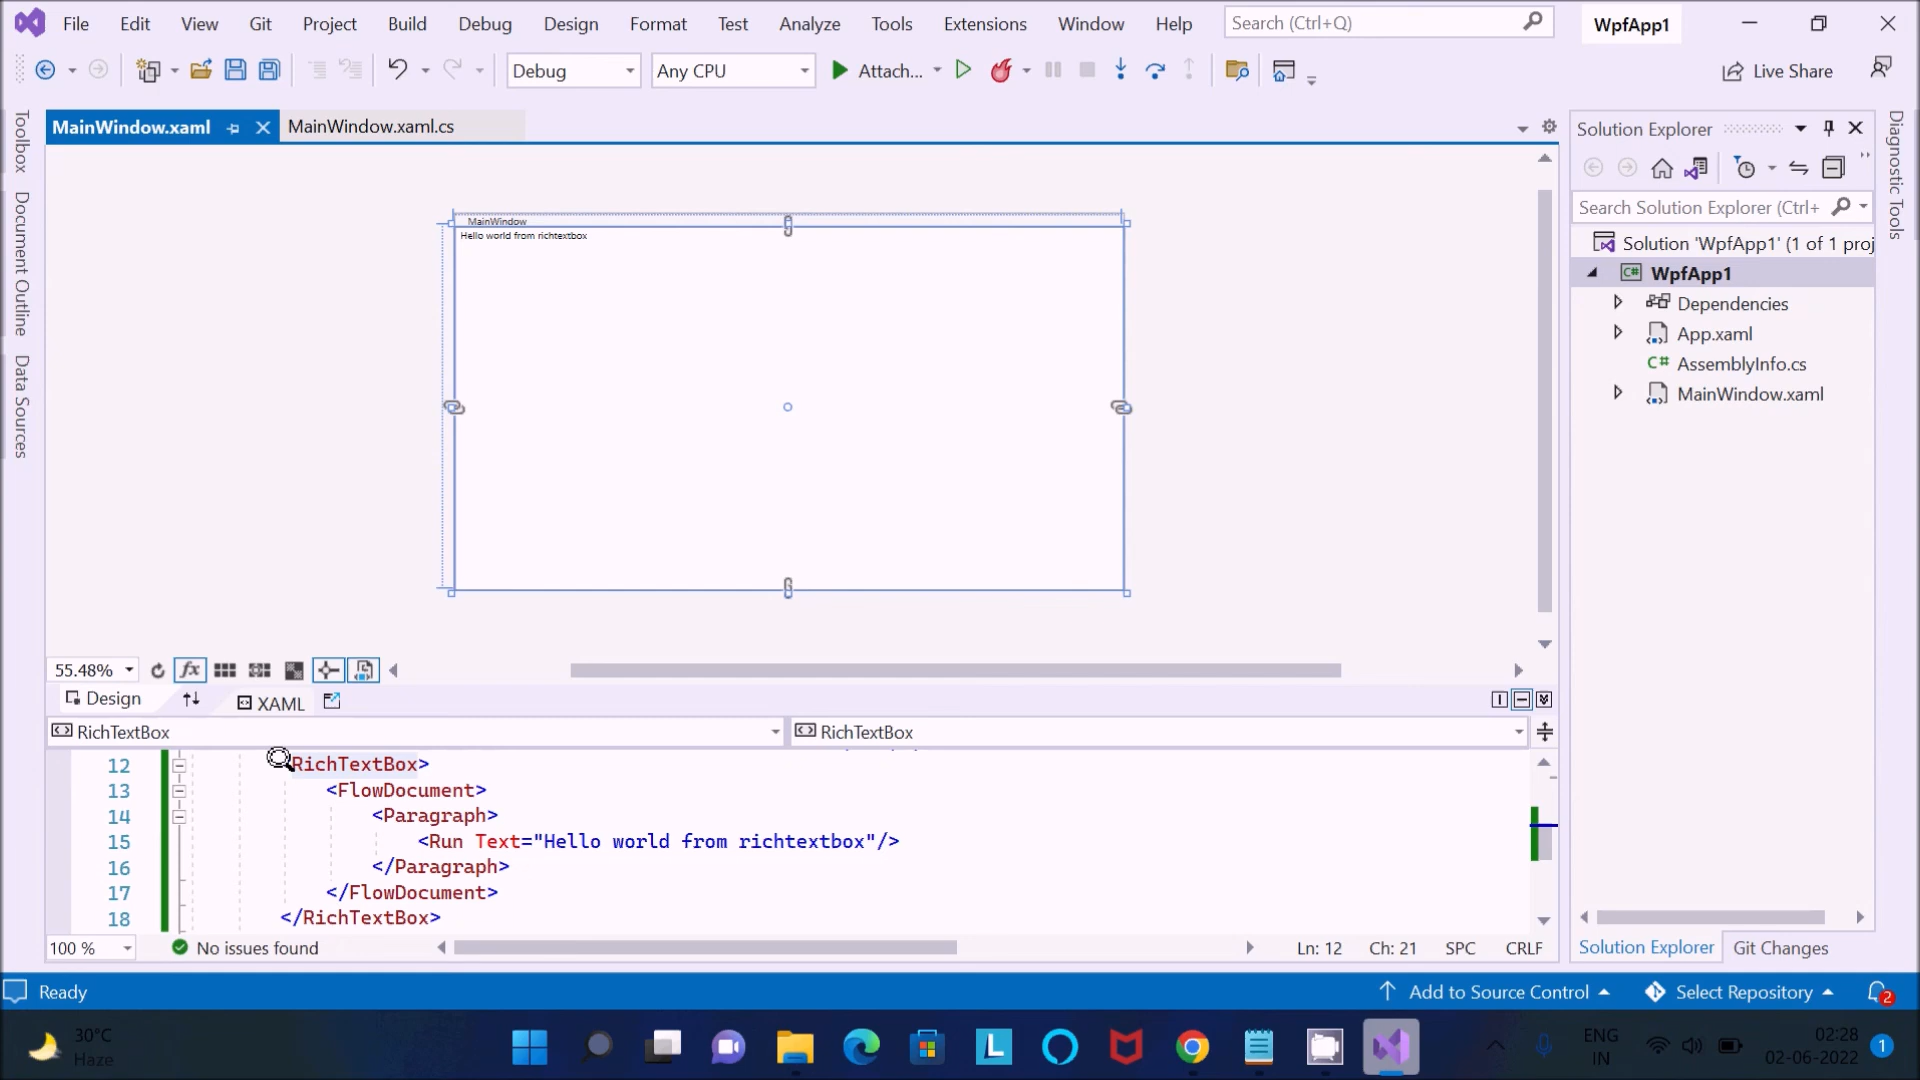 File Edit View Git Project Build Debug Design Format Test Analyze Tools Extensions Window Help Search (Ctrl+Q) WpfApp1
Debug Any CPU Attach... Live Share
MainWindow.xaml MainWindow.xaml.cs
Toolbox
Document Outline
Data Sources
MainWindow
Hello world from richtextbox
55.48% fx
Design XAML
RichTextBox RichTextBox
12 RichTextBox>
13 <FlowDocument>
14 <Paragraph>
15 <Run Text="Hello world from richtextbox"/>
16 </Paragraph>
17 </FlowDocument>
18 </RichTextBox>
100 % No issues found Ln: 12 Ch: 21 SPC CRLF
Solution Explorer
Search Solution Explorer (Ctrl+
Solution 'WpfApp1' (1 of 1 proj
C# WpfApp1
Dependencies
App.xaml
C# AssemblyInfo.cs
MainWindow.xaml
Solution Explorer Git Changes
Diagnostic Tools
Ready Add to Source Control Select Repository 2
30°C
Haze
L
ENG
IN
02:28
02-06-2022
1